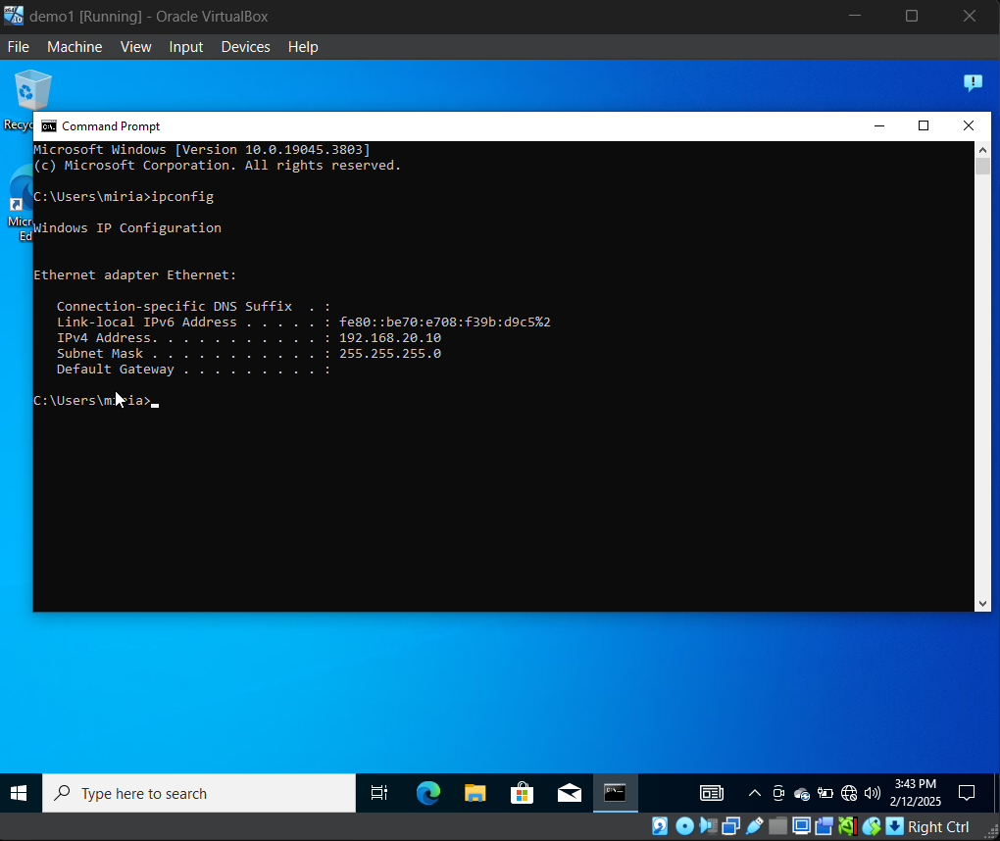 demo1 [Running] - Oracle VirtualBox
File Machine View Input Devices Help
Command Prompt
Microsoft Windows [Version 10.0.19045.3803]
(c) Microsoft Corporation. All rights reserved.
C:\Users\miria>ipconfig
Windows IP Configuration
Ethernet adapter Ethernet:
Connection-specific DNS Suffix . :
Link-local IPv6 Address . . . . . : fe80::be70:e708:f39b:d9c5%2
IPv4 Address. . . . . . . . . . . : 192.168.20.10
Subnet Mask . . . . . . . . . . . : 255.255.255.0
Default Gateway . . . . . . . . . :
C:\Users\miria>_
Recyc
Micr
Ed
Type here to search
3:43 PM
2/12/2025
Right Ctrl